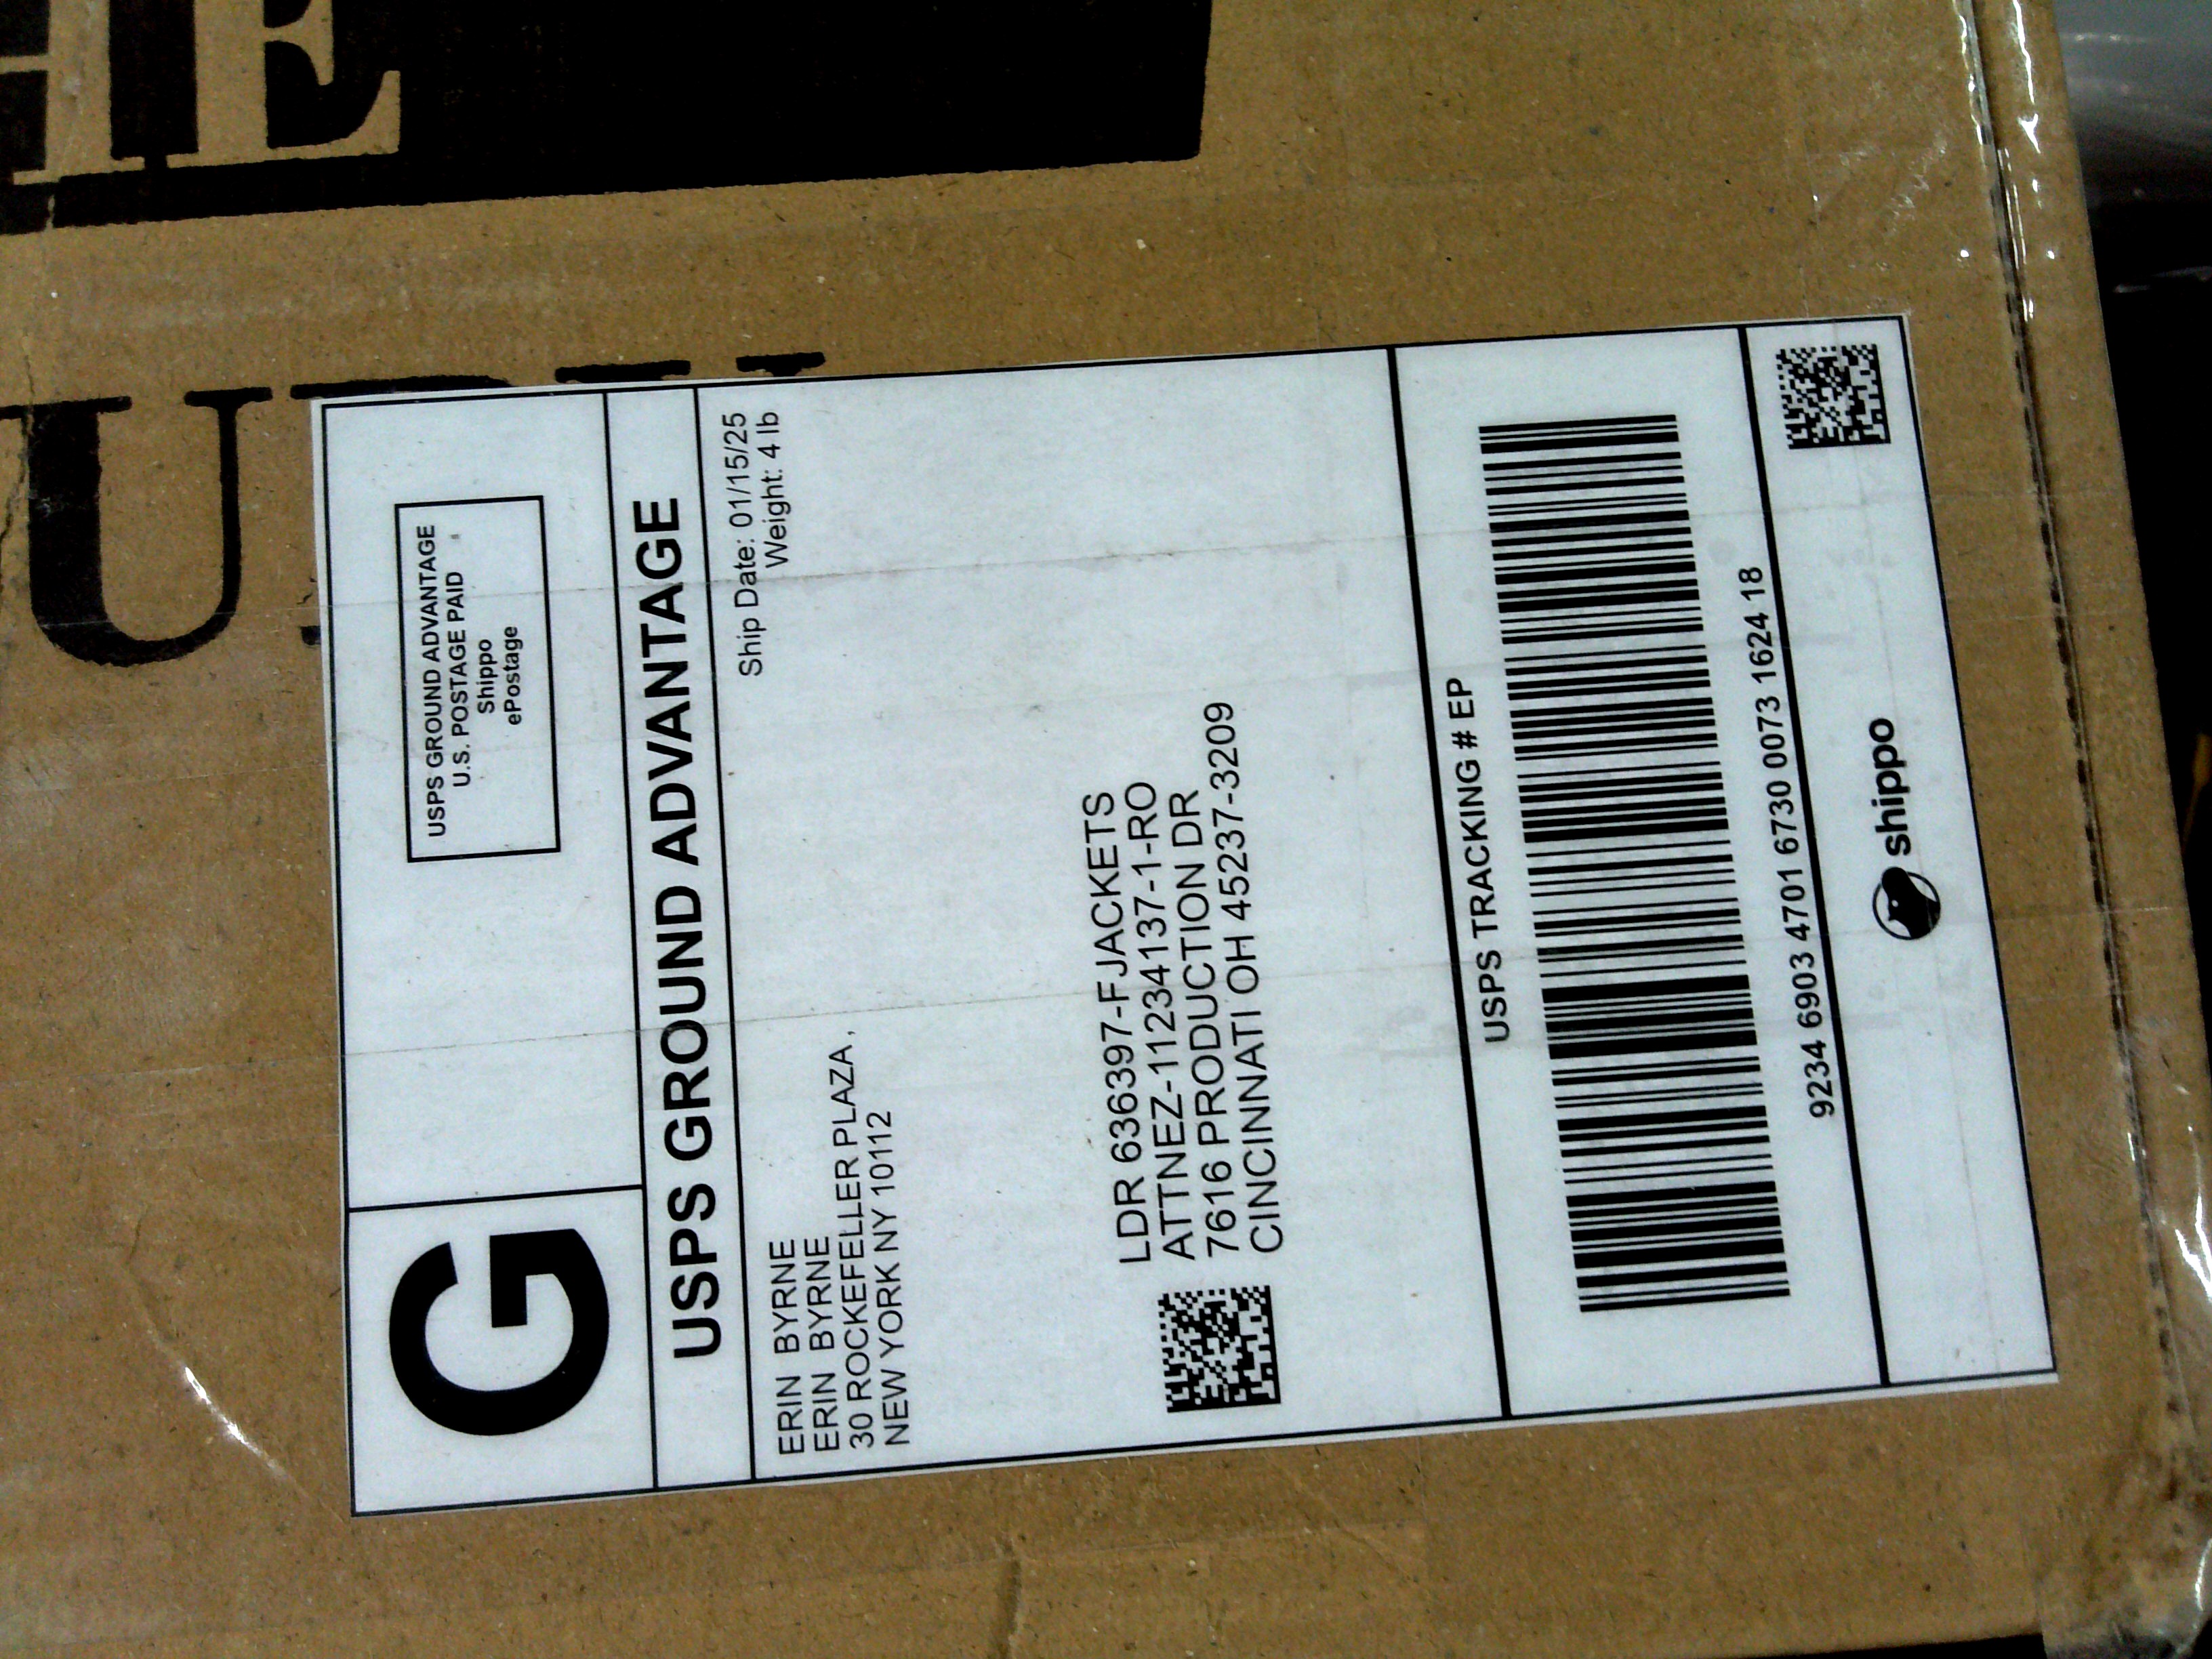 HE
G
USPS GROUND ADVANTAGE
U.S. POSTAGE PAID
Shippo
ePostage
USPS GROUND ADVANTAGE
Ship Date: 01/15/25
Weight: 4 lb
ERIN BYRNE
ERIN BYRNE
30 ROCKEFELLER PLAZA,
NEW YORK NY 10112
LDR 636397-FJACKETS
ATTNEZ-11234137-1-RO
7616 PRODUCTION DR
CINCINNATI OH 45237-3209
USPS TRACKING # EP
9234 6903 4701 6730 0073 1624 18
shippo